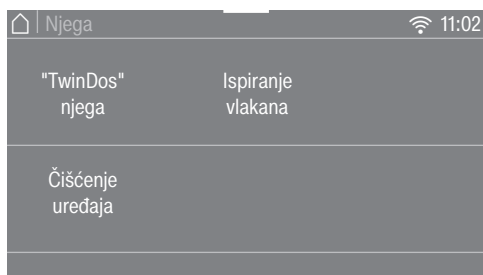 Njega
11:02
"TwinDos"
njega
Ispiranje
vlakana
Čišćenje
uređaja